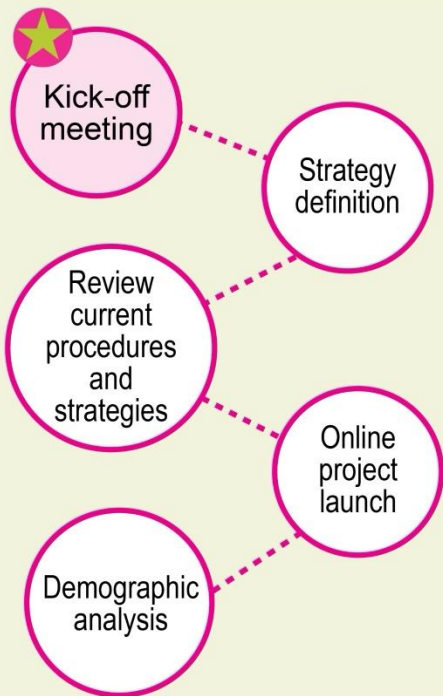 Kick-off
meeting
Strategy
definition
Review
current
procedures
and
strategies
Online
project
launch
Demographic
analysis